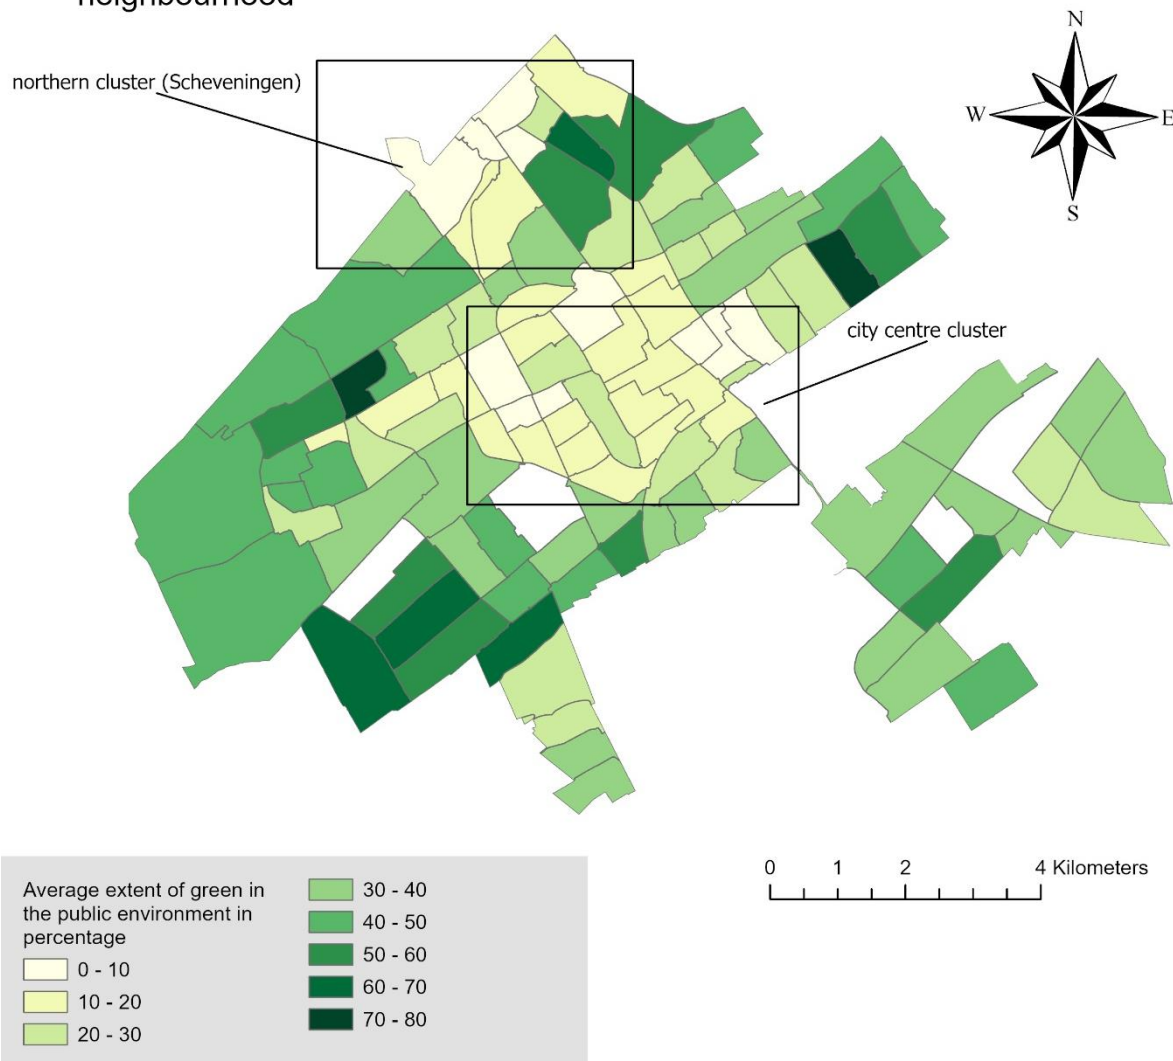 neighbourhood
N
northern cluster (Scheveningen)
W
E
S
city centre cluster
0 1 2 4 Kilometers
Average extent of green in
the public environment in
percentage
0 - 10
10 - 20
20 - 30
30 - 40
40 - 50
50 - 60
60 - 70
70 - 80